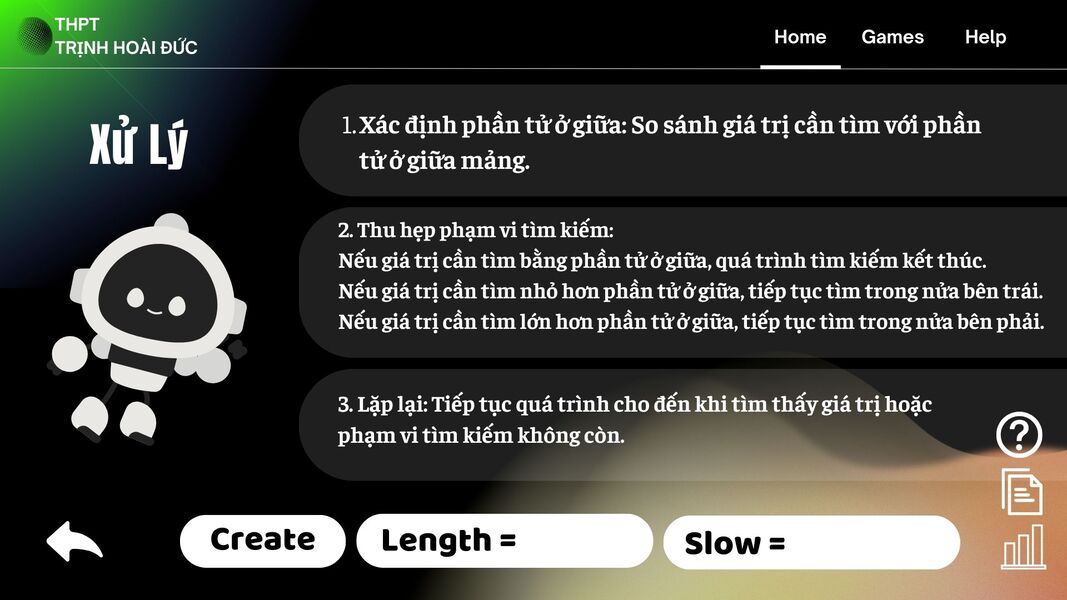 THPT
TRỊNH HOÀI ĐỨC
Home
Games
Help
Xử Lý
1. Xác định phần tử ở giữa: So sánh giá trị cần tìm với phần
tử ở giữa mảng.
2. Thu hẹp phạm vi tìm kiếm:
Nếu giá trị cần tìm bằng phần tử ở giữa, quá trình tìm kiếm kết thúc.
Nếu giá trị cần tìm nhỏ hơn phần tử ở giữa, tiếp tục tìm trong nửa bên trái.
Nếu giá trị cần tìm lớn hơn phần tử ở giữa, tiếp tục tìm trong nửa bên phải.
3. Lặp lại: Tiếp tục quá trình cho đến khi tìm thấy giá trị hoặc
phạm vi tìm kiếm không còn.
Create
Length =
Slow =